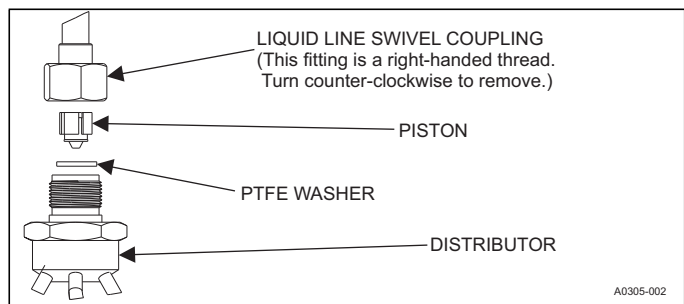 LIQUID LINE SWIVEL COUPLING
(This fitting is a right-handed thread.
Turn counter-clockwise to remove.)
PISTON
PTFE WASHER
DISTRIBUTOR
A0305-002